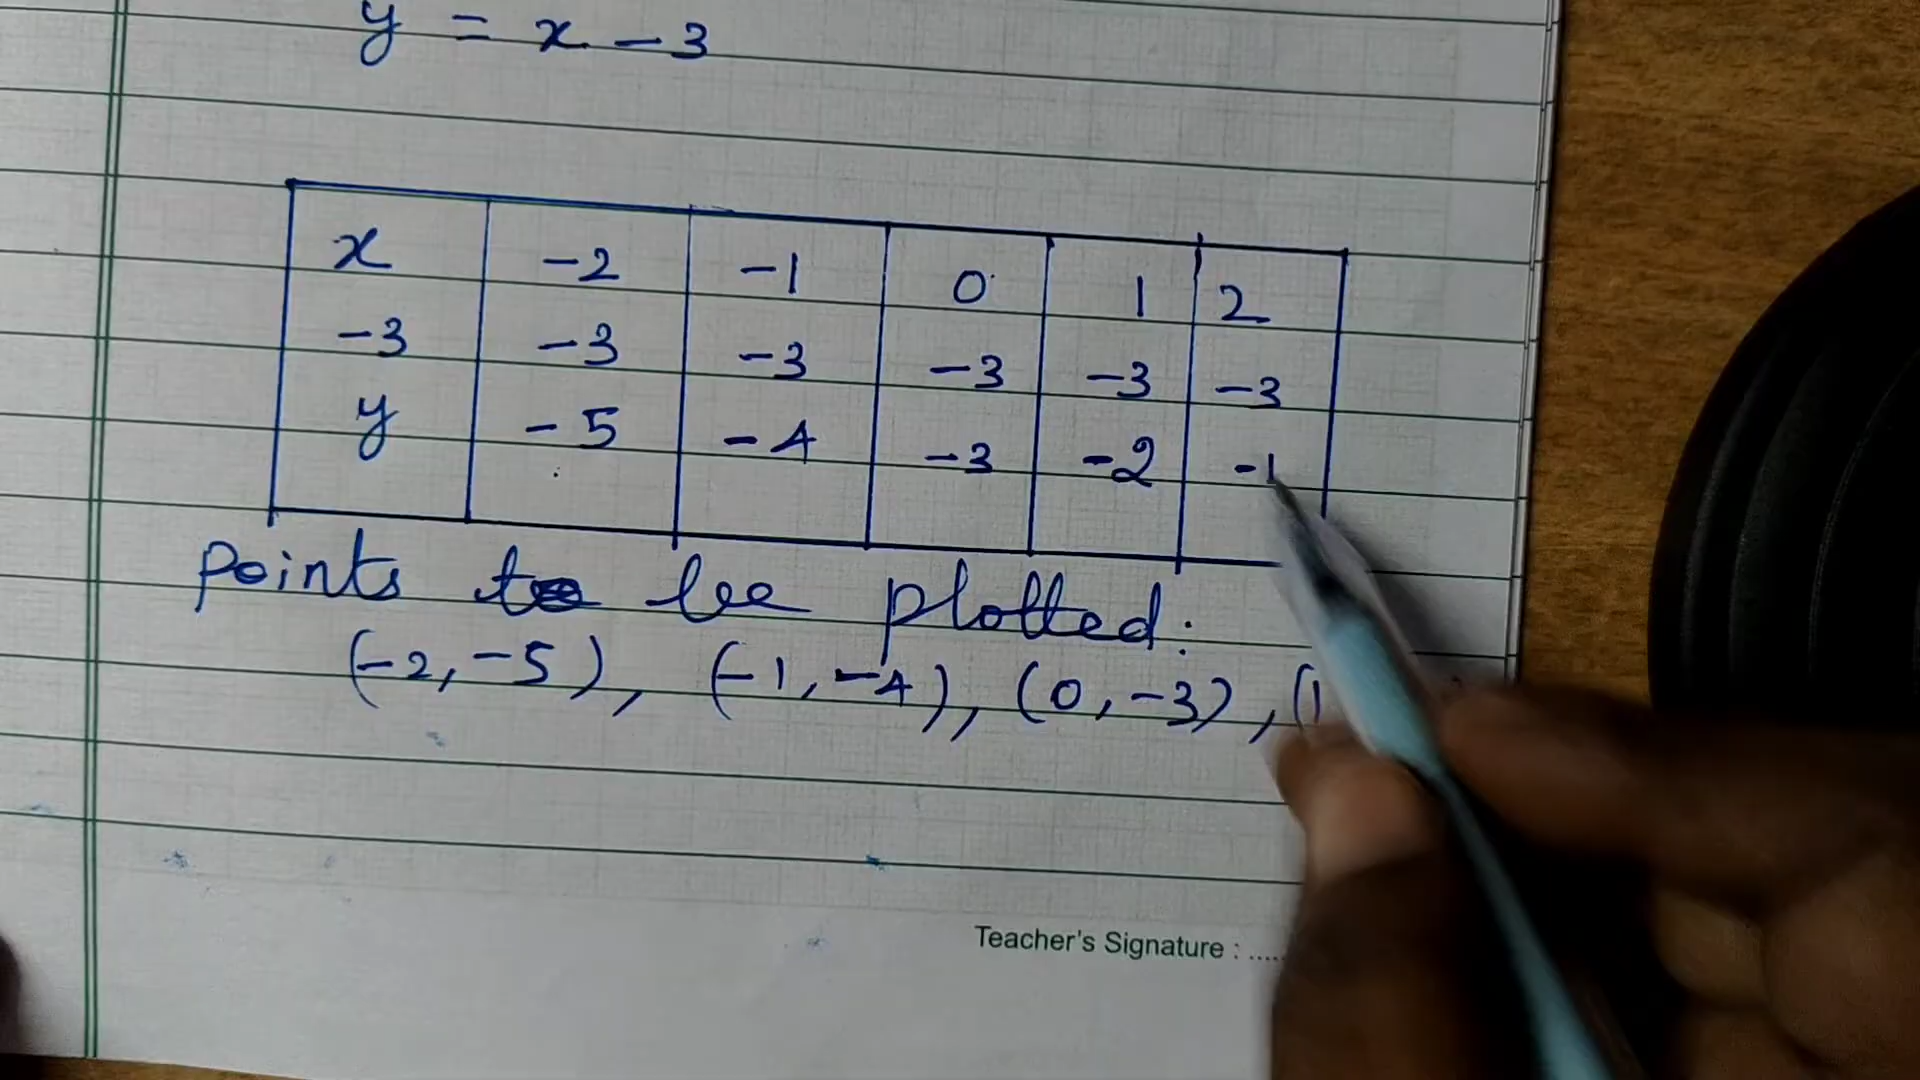 y = x - 3
x -2 -1 0 1 2
-3 -3 -3 -3 -3 -3
y -5 -4 -3 -2 -1
Points to be plotted:
(-2, -5), (-1, -4), (0, -3), (1
Teacher's Signature : .....